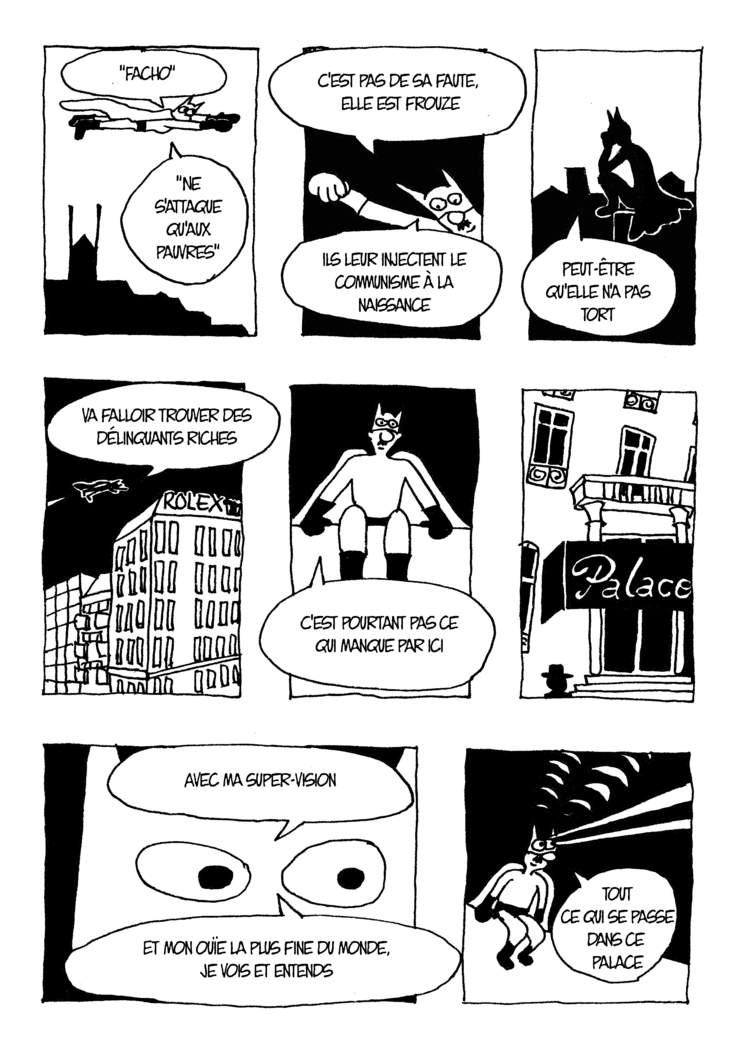 "FACHO"
"NE
S'ATTAQUE
QU'AUX
PAUVRES"
C'EST PAS DE SA FAUTE,
ELLE EST FROUZE
ILS LEUR INJECTENT LE
COMMUNISME À LA
NAISSANCE
PEUT-ÊTRE
QU'ELLE N'A PAS
TORT
VA FALLOIR TROUVER DES
DÉLINQUANTS RICHES
ROLEX
C'EST POURTANT PAS CE
QUI MANQUE PAR ICI
Palace
AVEC MA SUPER-VISION
ET MON OUÏE LA PLUS FINE DU MONDE,
JE VOIS ET ENTENDS
TOUT
CE QUI SE PASSE
DANS CE
PALACE